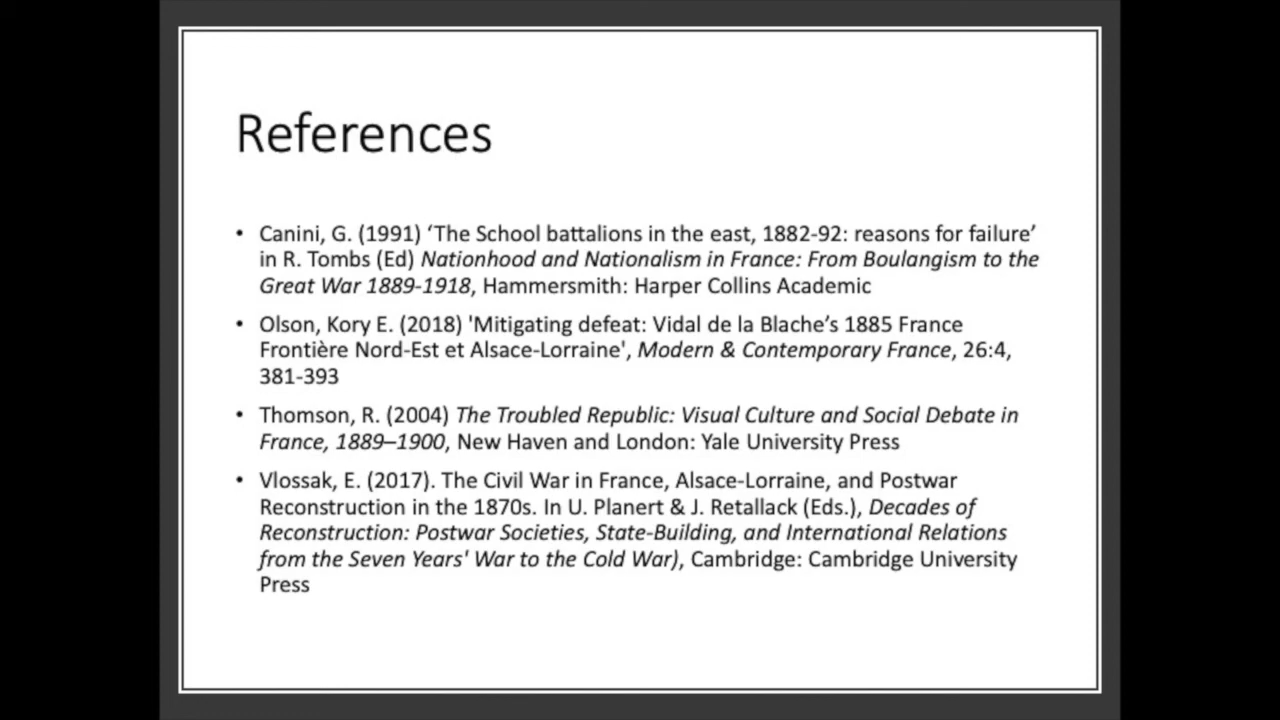 References
• Canini, G. (1991) ‘The School battalions in the east, 1882-92: reasons for failure’
in R. Tombs (Ed) Nationhood and Nationalism in France: From Boulangism to the
Great War 1889-1918, Hammersmith: Harper Collins Academic
• Olson, Kory E. (2018) 'Mitigating defeat: Vidal de la Blache’s 1885 France
Frontière Nord-Est et Alsace-Lorraine', Modern & Contemporary France, 26:4,
381-393
• Thomson, R. (2004) The Troubled Republic: Visual Culture and Social Debate in
France, 1889–1900, New Haven and London: Yale University Press
• Vlossak, E. (2017). The Civil War in France, Alsace-Lorraine, and Postwar
Reconstruction in the 1870s. In U. Planert & J. Retallack (Eds.), Decades of
Reconstruction: Postwar Societies, State-Building, and International Relations
from the Seven Years' War to the Cold War), Cambridge: Cambridge University
Press